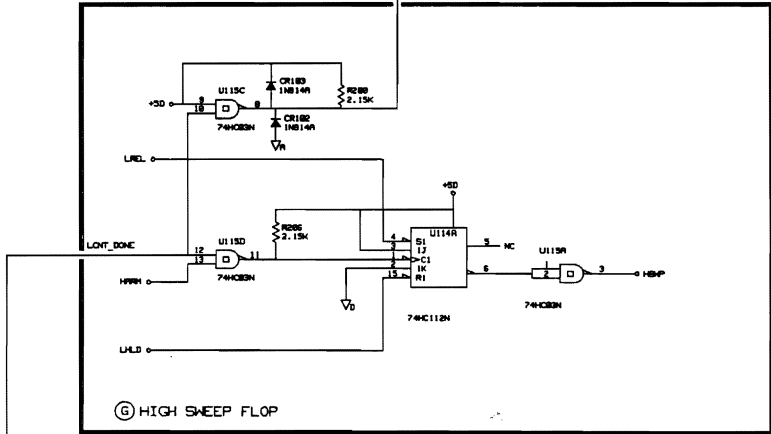 U115C
+5D
9
10
8
74HC03N
CR103
1N814A
CR102
1N814A
A
R200
2.15K
LREL
+5D
LCNT_DONE
12
13
U115D
11
74HC03N
R206
2.15K
HARM
U114A
4
S1
3
1J
1
C1
2
1K
15
R1
5
NC
6
74HC112N
D
U115A
1
2
3
HSWP
74HC03N
LHLD
G HIGH SWEEP FLOP